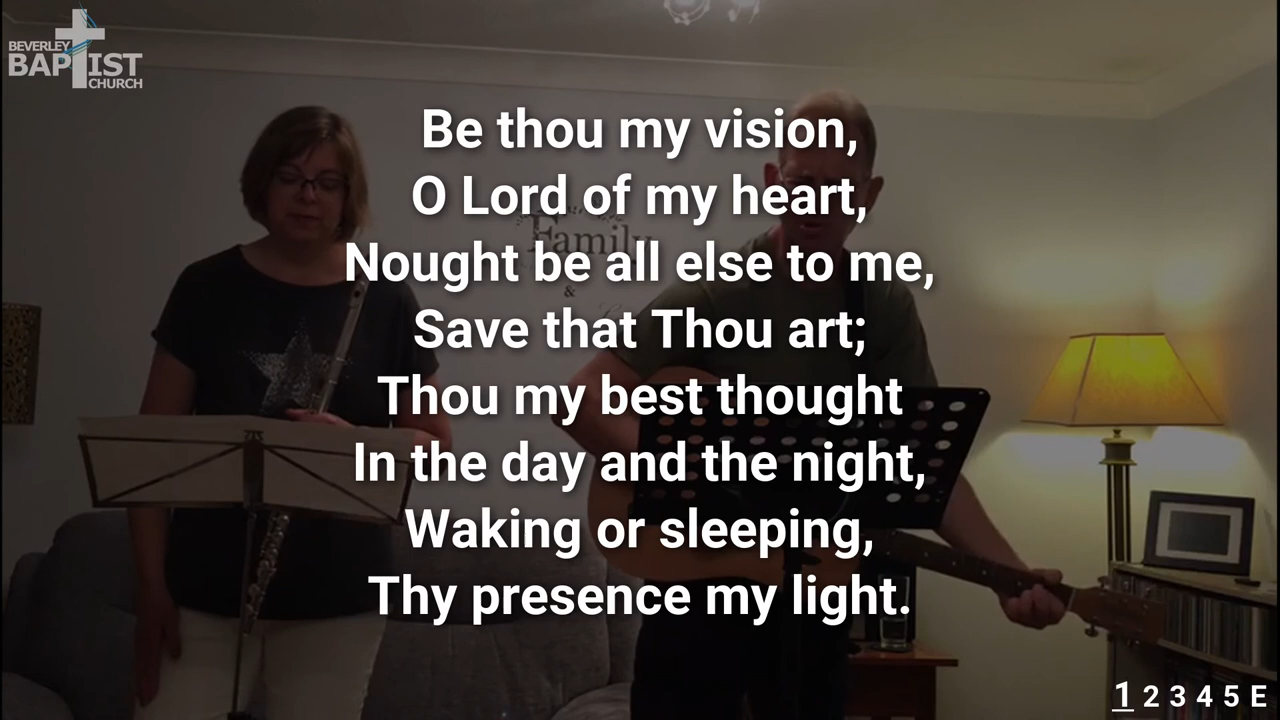 BEVERLEY
BAPTIST
CHURCH
Be thou my vision,
O Lord of my heart,
Family
Nought be all else to me,
&
Save that Thou art;
Thou my best thought
In the day and the night,
Waking or sleeping,
Thy presence my light.
1 2 3 4 5 E